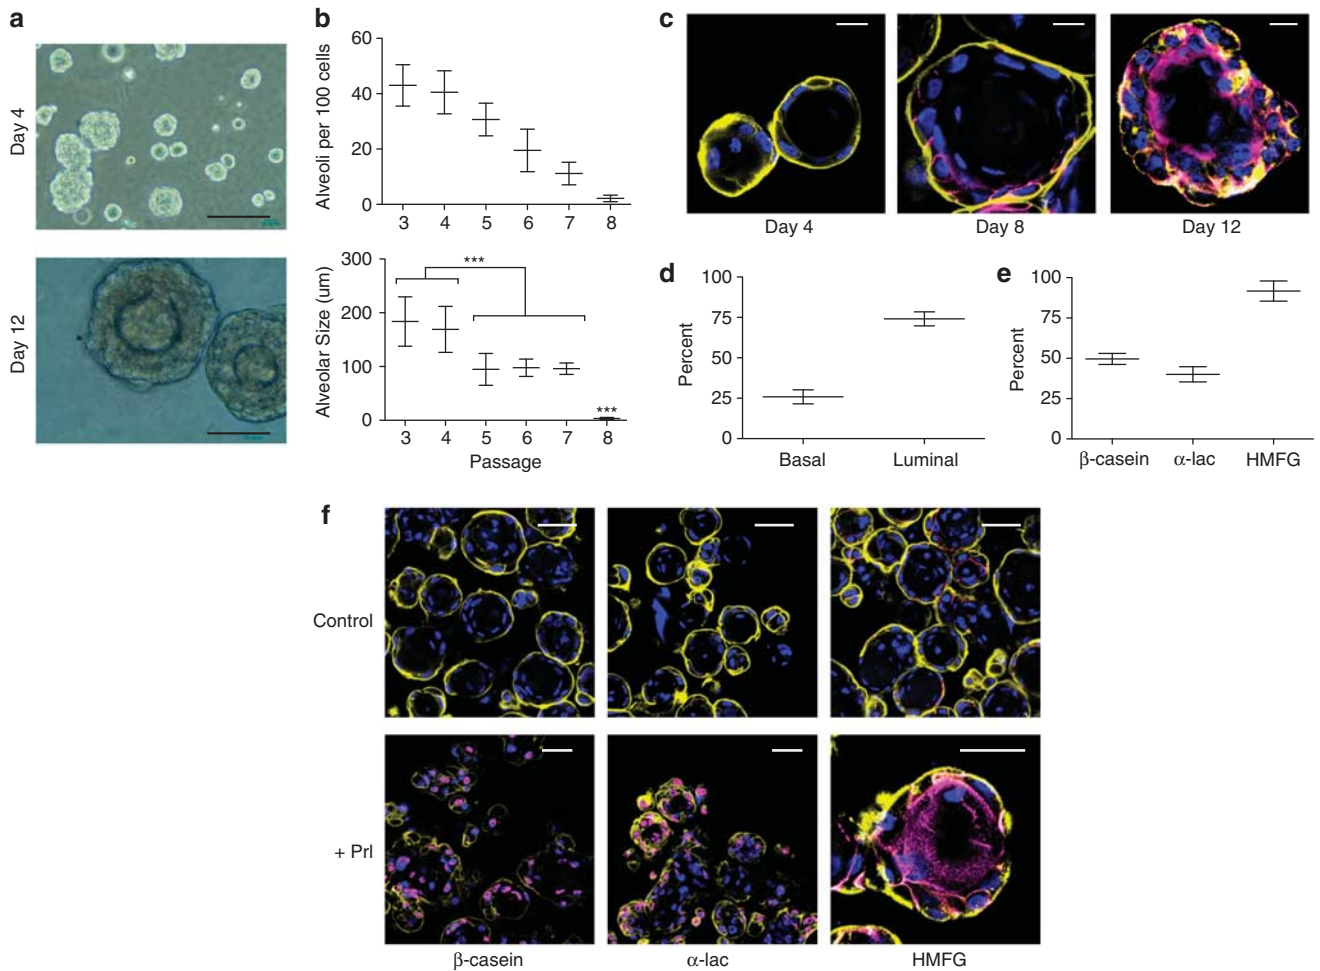 a
Day 4
Day 12
b
Alveoli per 100 cells
60
40
20
0
3 4 5 6 7 8
Alveolar Size (um)
300
200
100
0
***
***
3 4 5 6 7 8
Passage
c
Day 4 Day 8 Day 12
d
Percent
100
75
50
25
0
Basal Luminal
e
Percent
100
75
50
25
0
β-casein α-lac HMFG
f
Control
+ Prl
β-casein α-lac HMFG